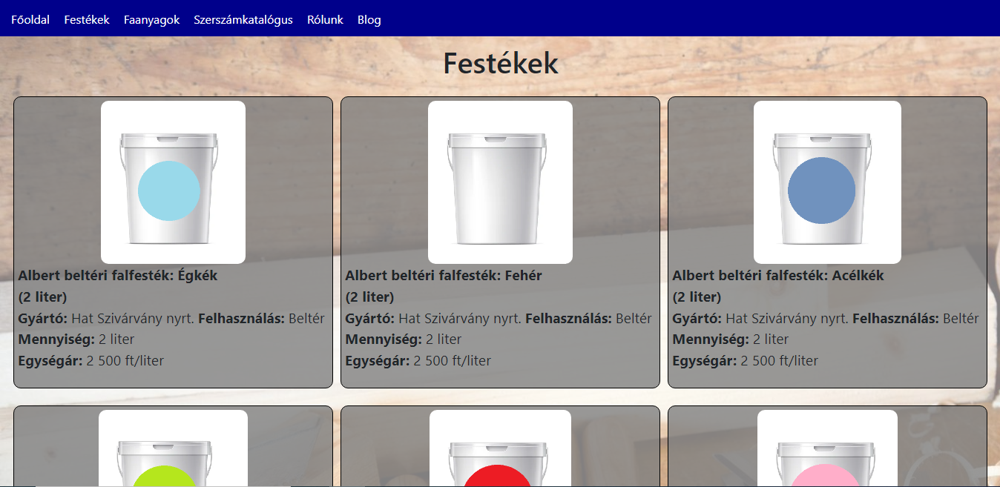 Főoldal Festékek Faanyagok Szerszámkatalógus Rólunk Blog
Festékek
Albert beltéri falfesték: Égkék
(2 liter)
Gyártó: Hat Szivárvány nyrt. Felhasználás: Beltér
Mennyiség: 2 liter
Egységár: 2 500 ft/liter
Albert beltéri falfesték: Fehér
(2 liter)
Gyártó: Hat Szivárvány nyrt. Felhasználás: Beltér
Mennyiség: 2 liter
Egységár: 2 500 ft/liter
Albert beltéri falfesték: Acélkék
(2 liter)
Gyártó: Hat Szivárvány nyrt. Felhasználás: Beltér
Mennyiség: 2 liter
Egységár: 2 500 ft/liter